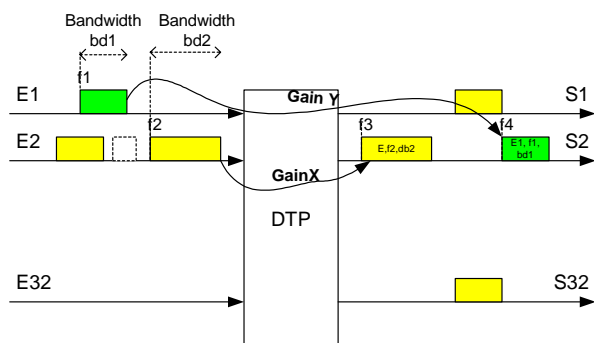 Bandwidth
bd1
Bandwidth
bd2
f1
E1
Gain Y
S1
E2
f2
f3
E,f2,db2
f4
E1, f1,
bd1
S2
GainX
DTP
E32
S32